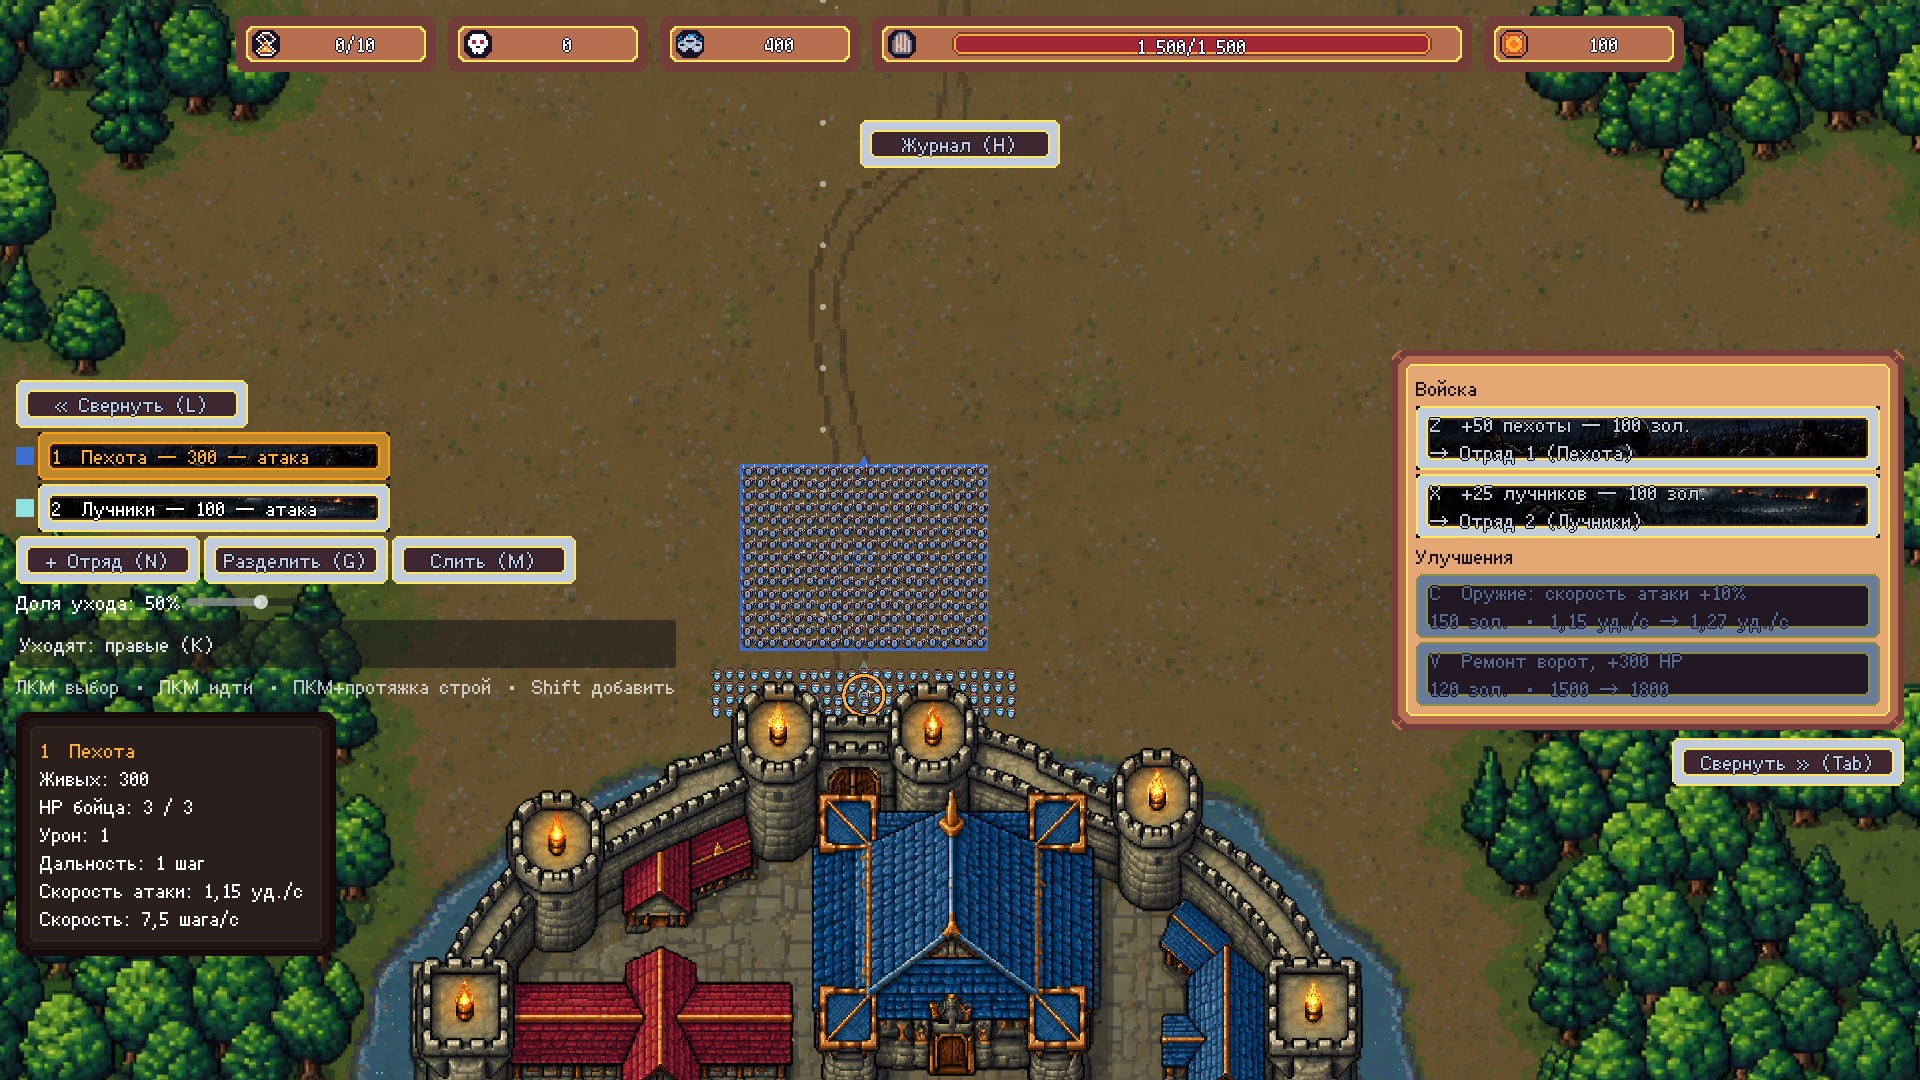 0/10
0
400
1 500/1 500
100
Журнал (H)
« Свернуть (L)
1 Пехота — 300 — атака
2 Лучники — 100 — атака
+ Отряд (N)
Разделить (G)
Слить (M)
Доля ухода: 50%
Уходят: правые (K)
ЛКМ выбор • ПКМ идти • ПКМ+протяжка строй • Shift добавить
1 Пехота
Живых: 300
HP бойца: 3 / 3
Урон: 1
Дальность: 1 шаг
Скорость атаки: 1,15 уд./с
Скорость: 7,5 шага/с
Войска
Z +50 пехоты — 100 зол.
→ Отряд 1 (Пехота)
X +25 лучников — 100 зол.
→ Отряд 2 (Лучники)
Улучшения
C Оружие: скорость атаки +10%
150 зол. • 1,15 уд./с → 1,27 уд./с
V Ремонт ворот, +300 HP
120 зол. • 1500 → 1800
Свернуть » (Tab)